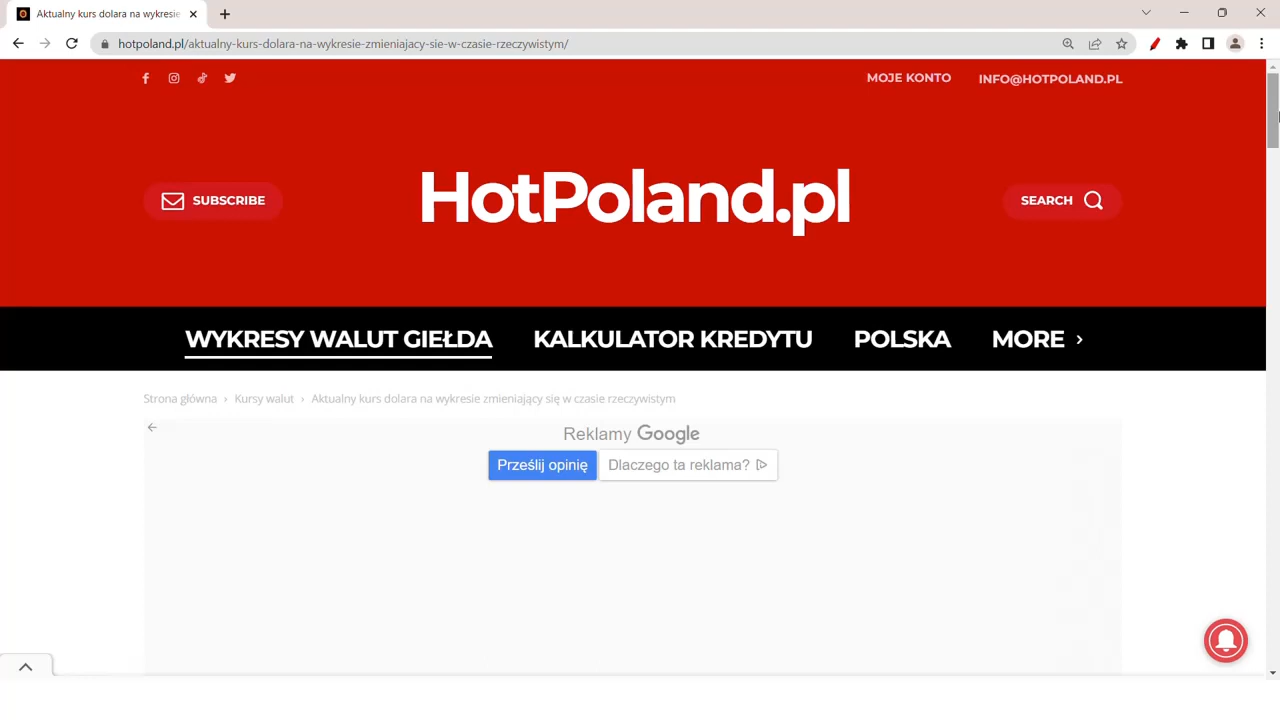 Aktualny kurs dolara na wykresie
hotpoland.pl/aktualny-kurs-dolara-na-wykresie-zmieniajacy-sie-w-czasie-rzeczywistym/
MOJE KONTO
INFO@HOTPOLAND.PL
SUBSCRIBE
HotPoland.pl
SEARCH
WYKRESY WALUT GIEŁDA
KALKULATOR KREDYTU
POLSKA
MORE
Strona główna › Kursy walut › Aktualny kurs dolara na wykresie zmieniający się w czasie rzeczywistym
Reklamy Google
Prześlij opinię
Dlaczego ta reklama?